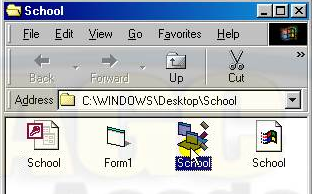 School
File Edit View Go Favorites Help
Back Forward Up Cut »
Address C:\WINDOWS\Desktop\School
School Form1 School School